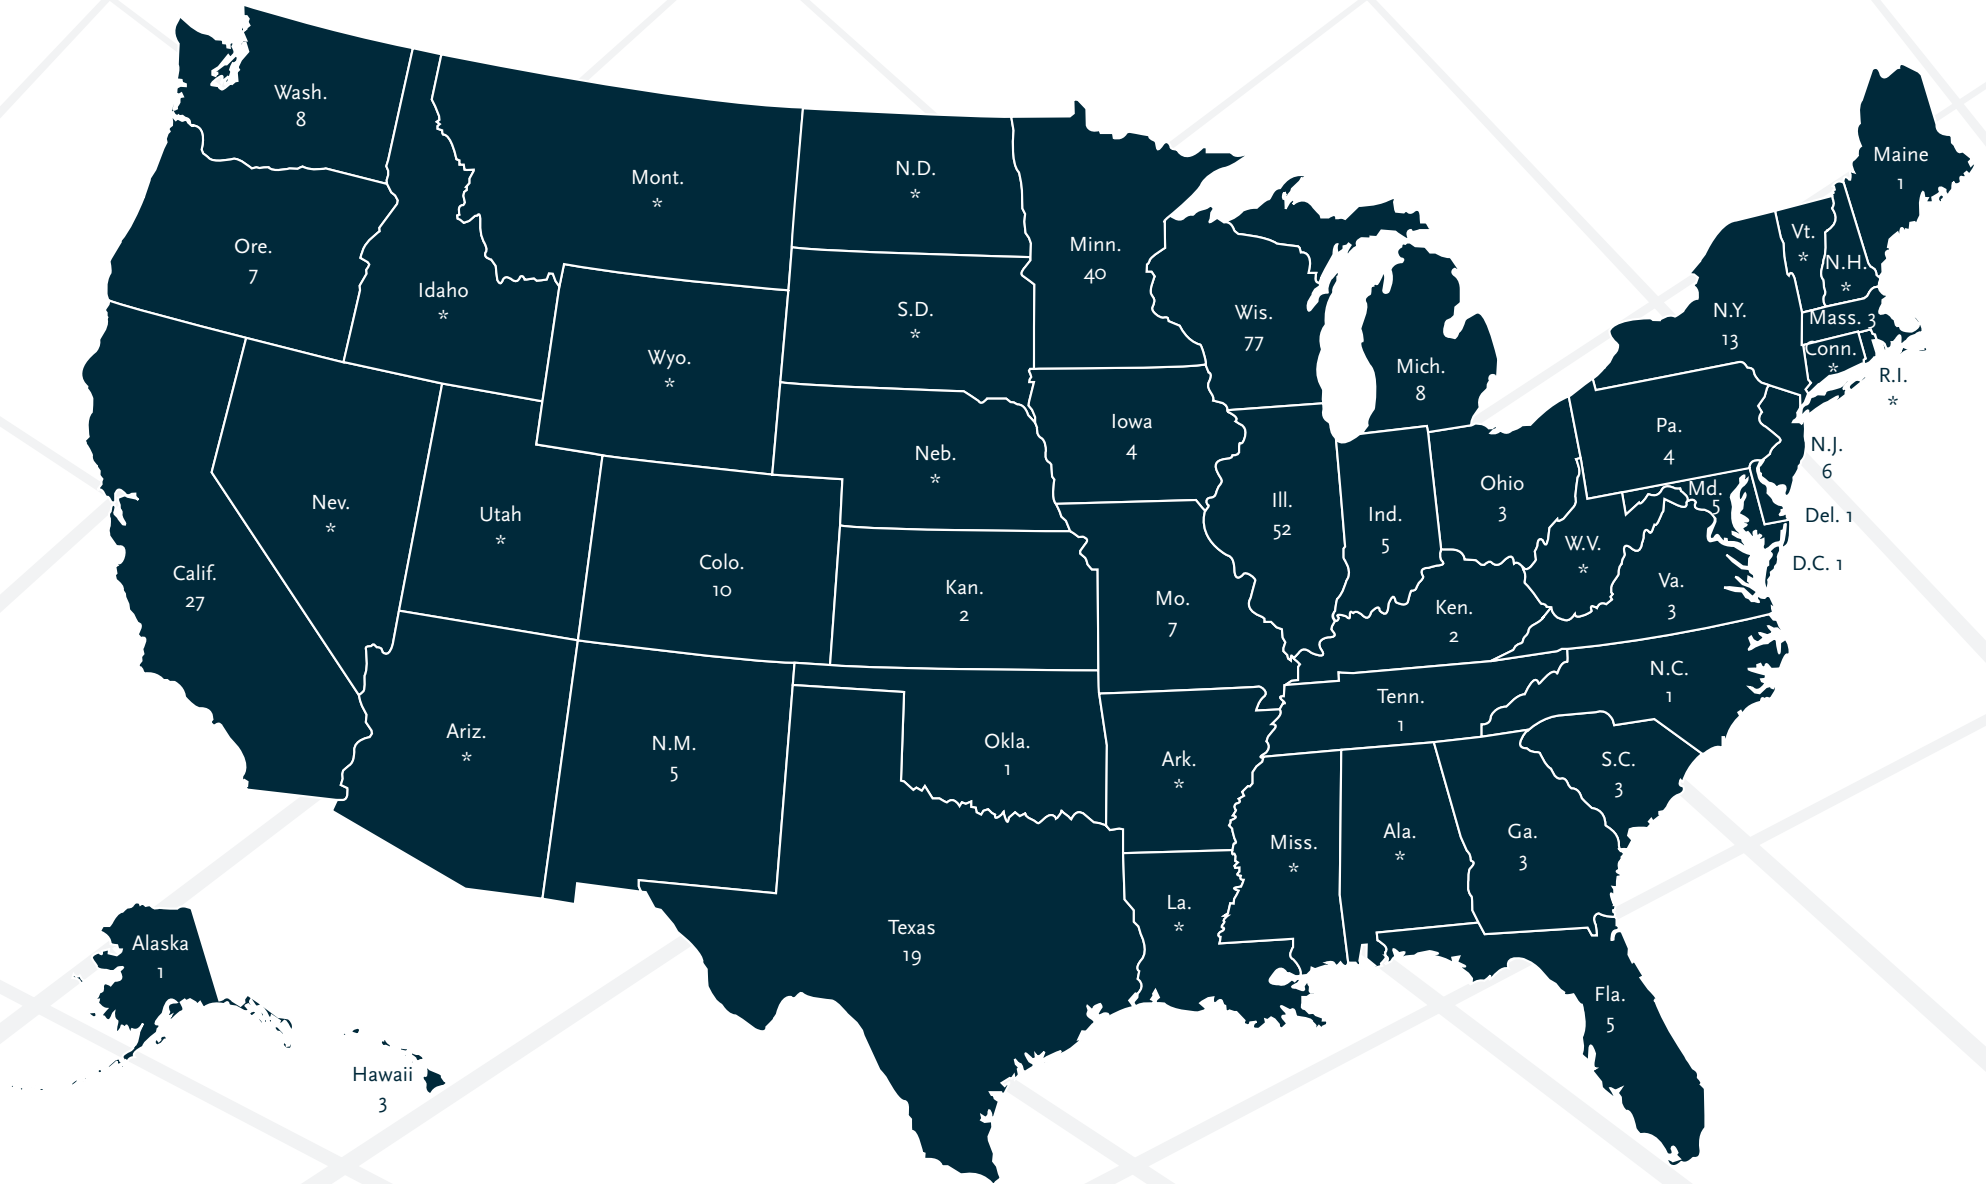 Wash.
8
Ore.
7
Calif.
27
Nev.
*
Idaho
*
Mont.
*
Wyo.
*
Utah
*
Ariz.
*
Colo.
10
N.M.
5
N.D.
*
S.D.
*
Neb.
*
Kan.
2
Okla.
1
Texas
19
Minn.
40
Iowa
4
Mo.
7
Ark.
*
La.
*
Wis.
77
Ill.
52
Mich.
8
Ind.
5
Ohio
3
Ken.
2
Tenn.
1
Miss.
*
Ala.
*
Ga.
3
Fla.
5
S.C.
3
N.C.
1
Va.
3
W.V.
*
Md.
5
Pa.
4
N.Y.
13
Vt.
*
N.H.
*
Maine
1
Mass. 3
Conn.
*
R.I.
*
N.J.
6
Del. 1
D.C. 1
Alaska
1
Hawaii
3